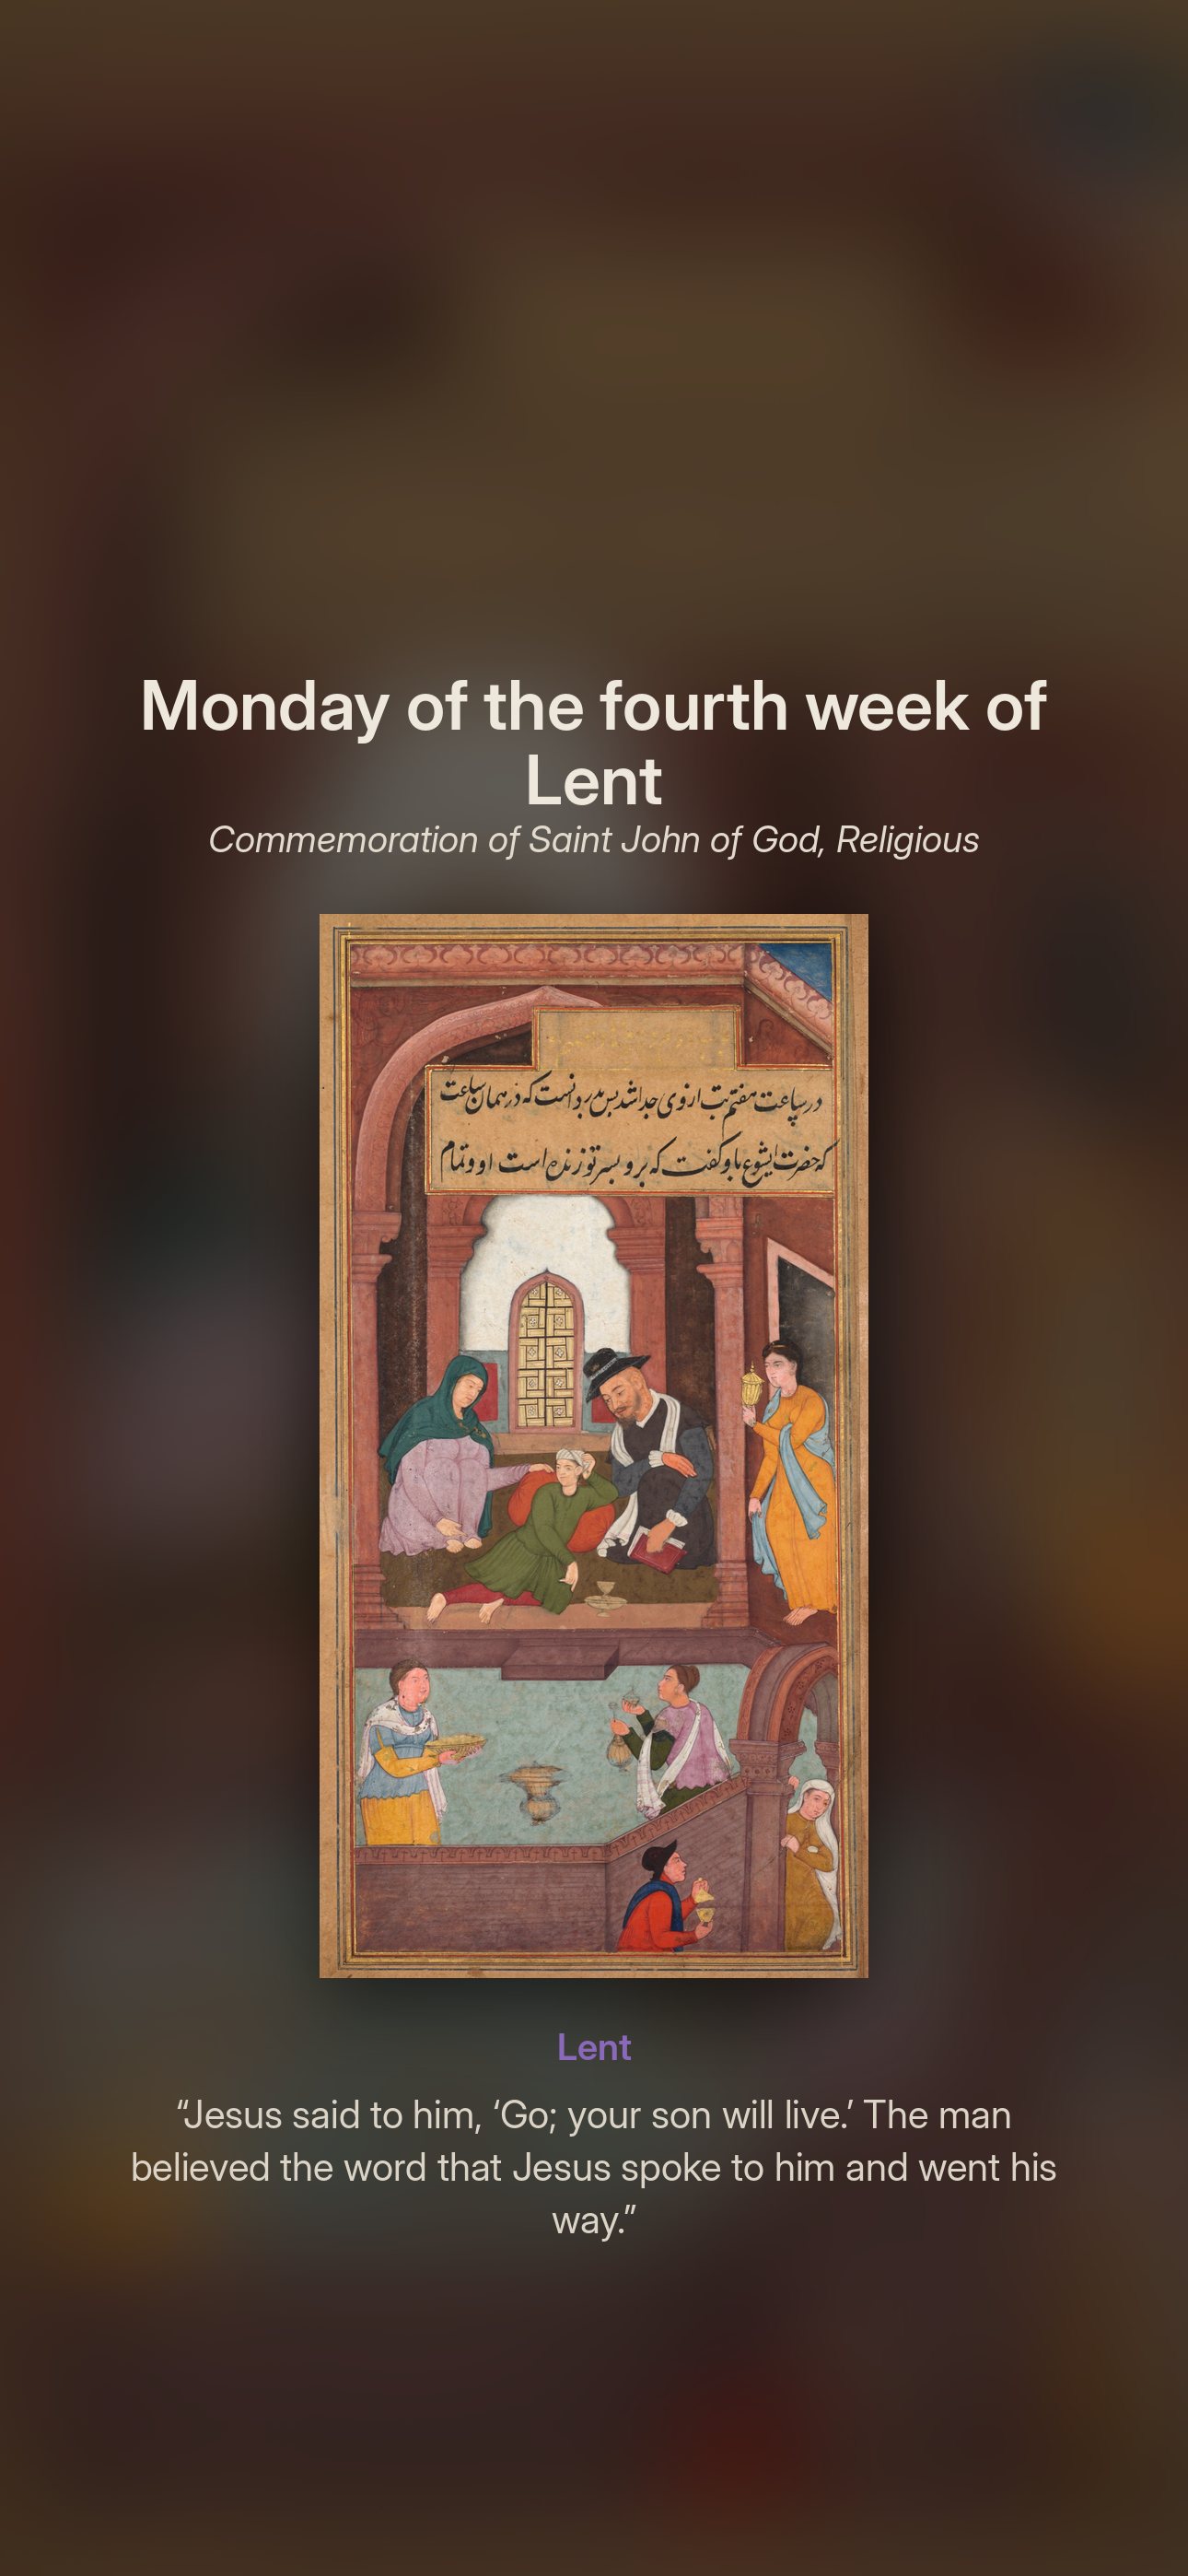 Monday of the fourth week of
Lent
Commemoration of Saint John of God, Religious
در ساعت هفتم تب از وی جدا شد پس پدر دانست که در همان ساعت
که حضرت ایشوع باو گفت که برو پسر تو زنده است او و تمام
Lent
“Jesus said to him, ‘Go; your son will live.’ The man
believed the word that Jesus spoke to him and went his
way.”